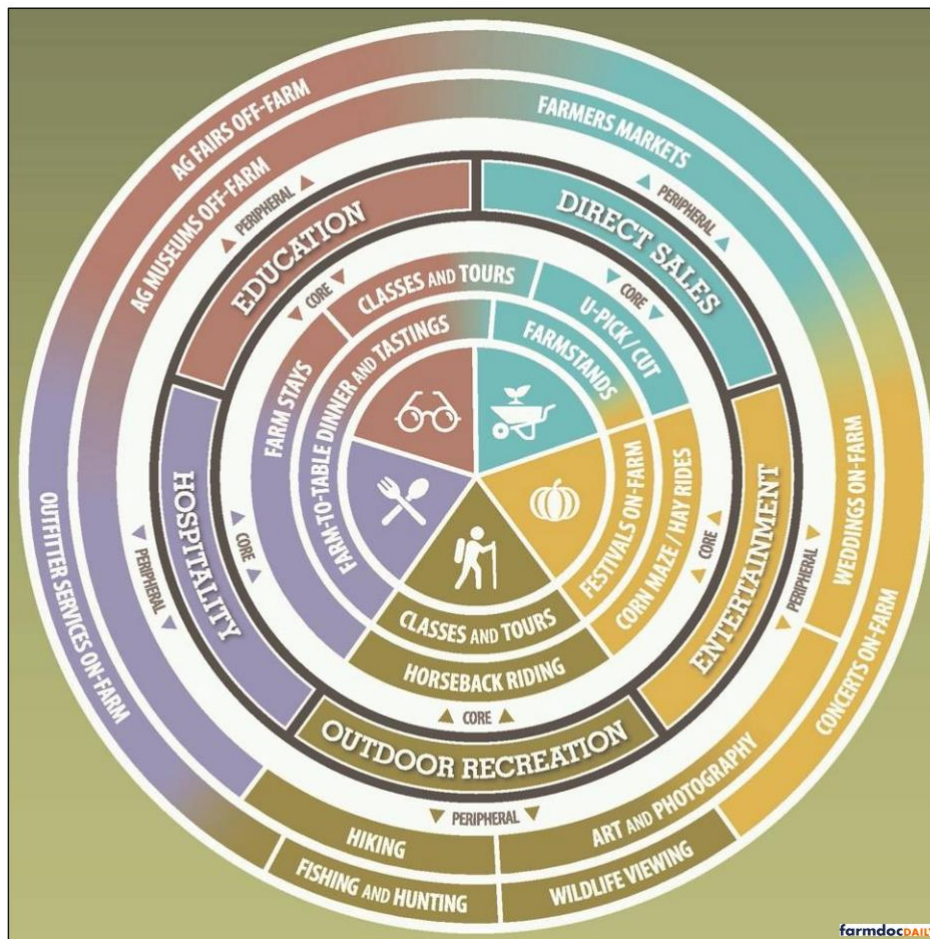 AG FAIRS OFF-FARM
AG MUSEUMS OFF-FARM
FARMERS MARKETS
PERIPHERAL
PERIPHERAL
EDUCATION
DIRECT SALES
CORE
CORE
CLASSES AND TOURS
U-PICK / CUT
FARM STAYS
FARM-TO-TABLE DINNER AND TASTINGS
FARMSTANDS
HOSPITALITY
CORE
PERIPHERAL
OUTFITTER SERVICES ON-FARM
FESTIVALS ON-FARM
CORN MAZE / HAY RIDES
CORE
ENTERTAINMENT
PERIPHERAL
WEDDINGS ON-FARM
CONCERTS ON-FARM
CLASSES AND TOURS
HORSEBACK RIDING
CORE
OUTDOOR RECREATION
PERIPHERAL
HIKING
ART AND PHOTOGRAPHY
FISHING AND HUNTING
WILDLIFE VIEWING
farmdocDAILY